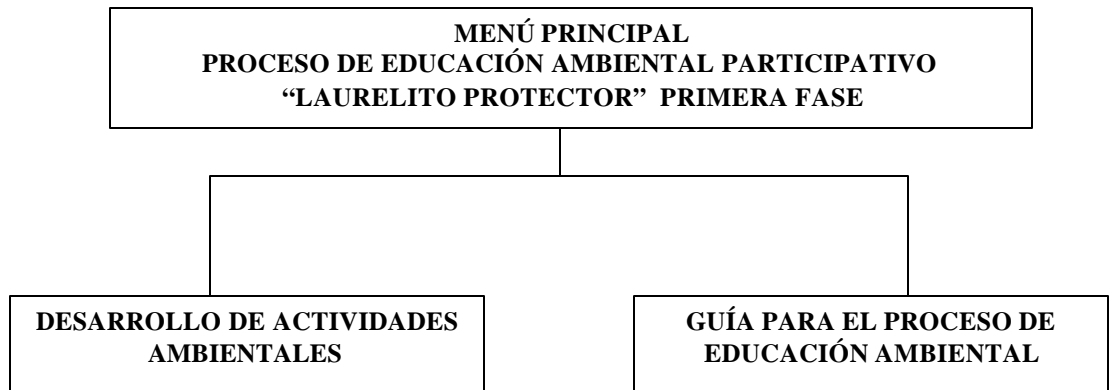 MENÚ PRINCIPAL
PROCESO DE EDUCACIÓN AMBIENTAL PARTICIPATIVO
“LAURELITO PROTECTOR” PRIMERA FASE
DESARROLLO DE ACTIVIDADES
AMBIENTALES
GUÍA PARA EL PROCESO DE
EDUCACIÓN AMBIENTAL